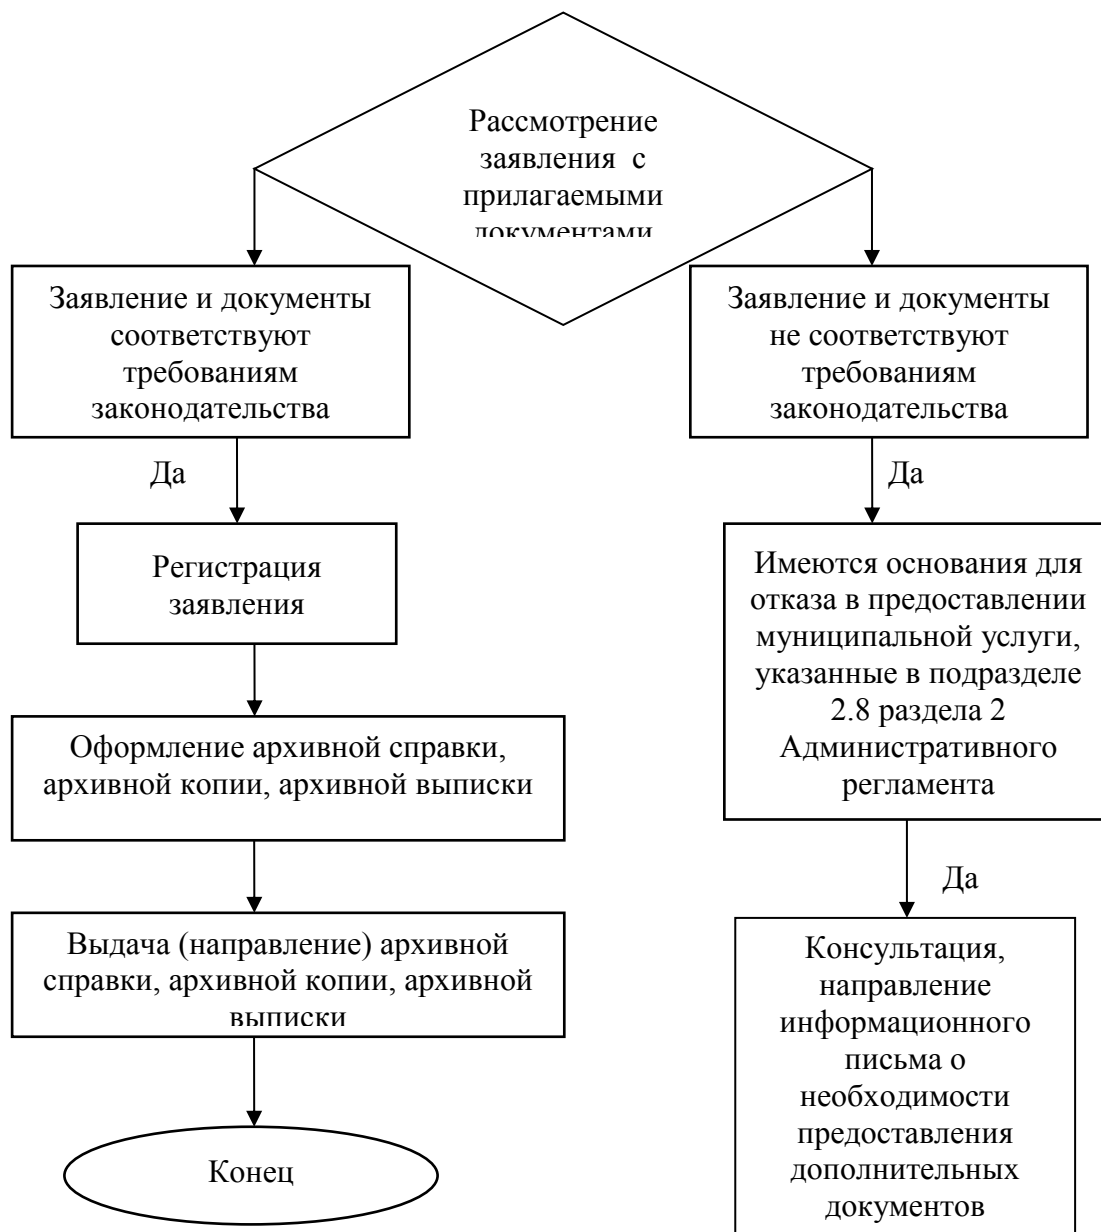 Рассмотрение
заявления с
прилагаемыми
документами
Заявление и документы
соответствуют
требованиям
законодательства
Заявление и документы
не соответствуют
требованиям
законодательства
Да
Да
Регистрация
заявления
Имеются основания для
отказа в предоставлении
муниципальной услуги,
указанные в подразделе
2.8 раздела 2
Административного
регламента
Оформление архивной справки,
архивной копии, архивной выписки
Да
Выдача (направление) архивной
справки, архивной копии, архивной
выписки
Консультация,
направление
информационного
письма о
необходимости
предоставления
дополнительных
документов
Конец